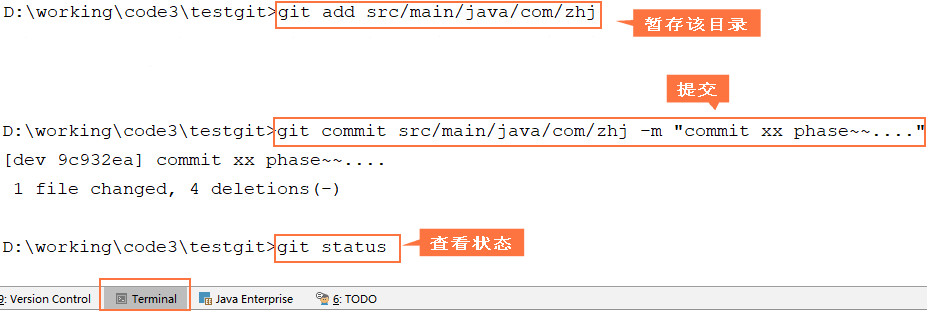 D:\working\code3\testgit>git add src/main/java/com/zhj
暂存该目录
提交
D:\working\code3\testgit>git commit src/main/java/com/zhj -m "commit xx phase~~...."
[dev 9c932ea] commit xx phase~~....
1 file changed, 4 deletions(-)
D:\working\code3\testgit>git status
查看状态
9: Version Control Terminal Java Enterprise 6: TODO